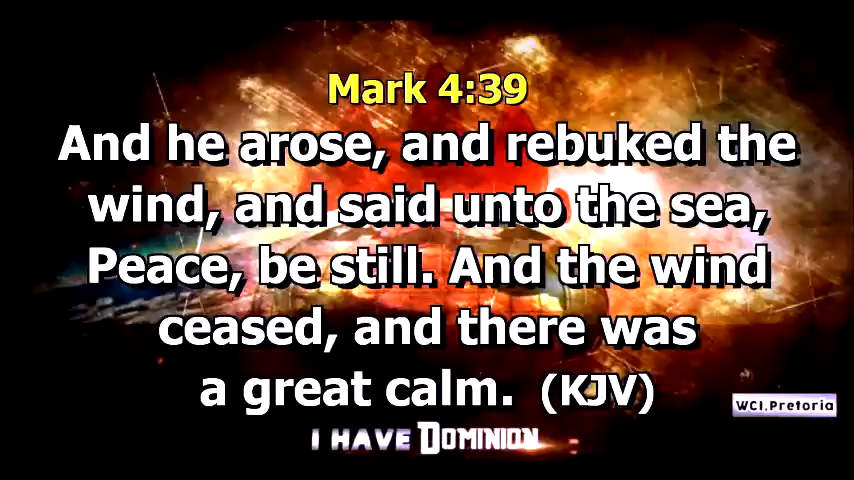 Mark 4:39
And he arose, and rebuked the
wind, and said unto the sea,
Peace, be still. And the wind
ceased, and there was
a great calm. (KJV)
WCI,Pretoria
I HAVE DOMINION